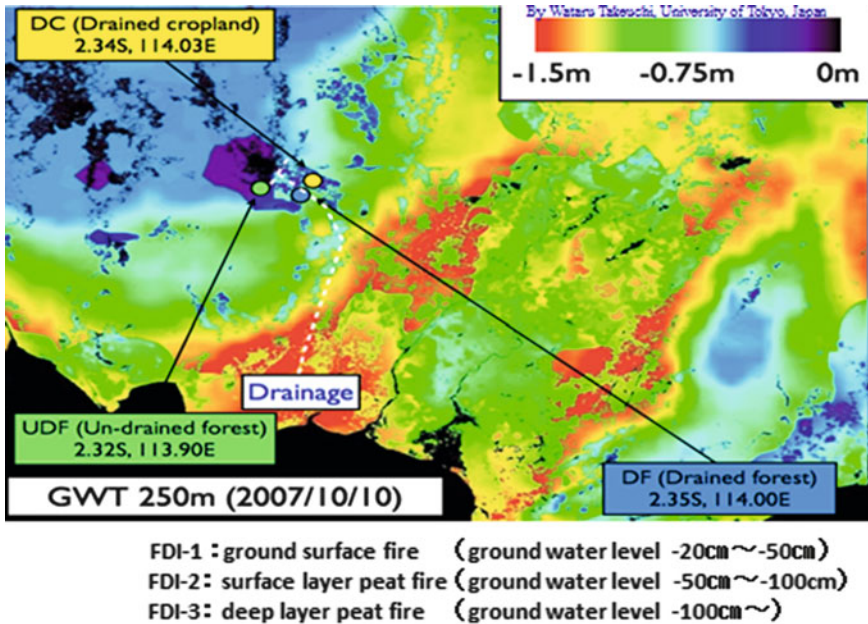 DC (Drained cropland)
2.34S, 114.03E
By Wataru Takeuchi, University of Tokyo, Japan
-1.5m -0.75m 0m
Drainage
UDF (Un-drained forest)
2.32S, 113.90E
DF (Drained forest)
2.35S, 114.00E
GWT 250m (2007/10/10)
FDI-1：ground surface fire （ground water level -20㎝～-50㎝）
FDI-2：surface layer peat fire（ground water level -50㎝～-100cm）
FDI-3：deep layer peat fire （ground water level -100㎝～）